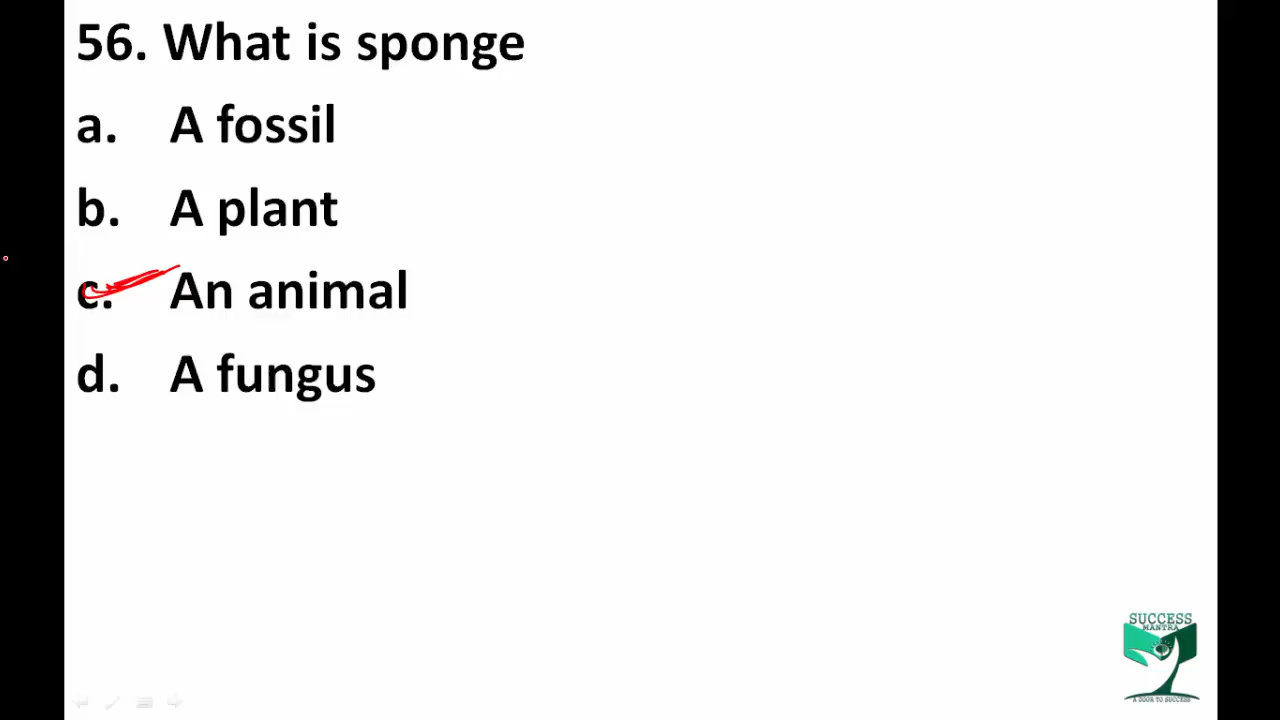 56. What is sponge
a. A fossil
b. A plant
c. An animal
d. A fungus
SUCCESS
MANTRA
A DOOR TO SUCCESS